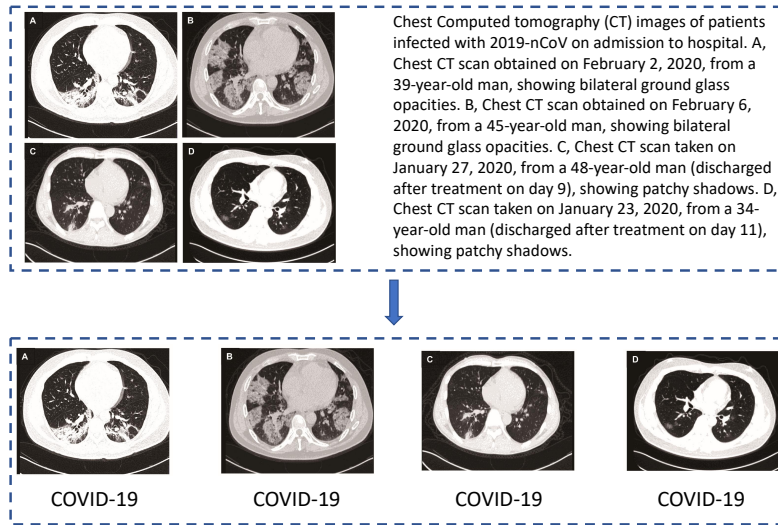 A
B
C
D
Chest Computed tomography (CT) images of patients
infected with 2019-nCoV on admission to hospital. A,
Chest CT scan obtained on February 2, 2020, from a
39-year-old man, showing bilateral ground glass
opacities. B, Chest CT scan obtained on February 6,
2020, from a 45-year-old man, showing bilateral
ground glass opacities. C, Chest CT scan taken on
January 27, 2020, from a 48-year-old man (discharged
after treatment on day 9), showing patchy shadows. D,
Chest CT scan taken on January 23, 2020, from a 34-
year-old man (discharged after treatment on day 11),
showing patchy shadows.
A
B
C
D
COVID-19
COVID-19
COVID-19
COVID-19